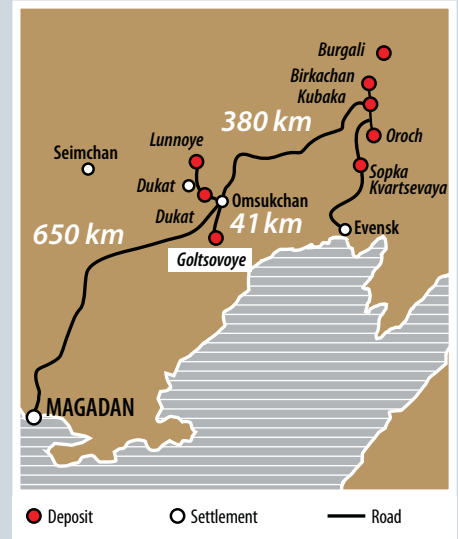 Burgali
Birkachan
Kubaka
380 km
Lunnoye
Oroch
Seimchan
Dukat
Sopka
Kvartsevaya
Omsukchan
Dukat
41 km
Evensk
650 km
Goltsovoye
MAGADAN
Deposit
Settlement
Road